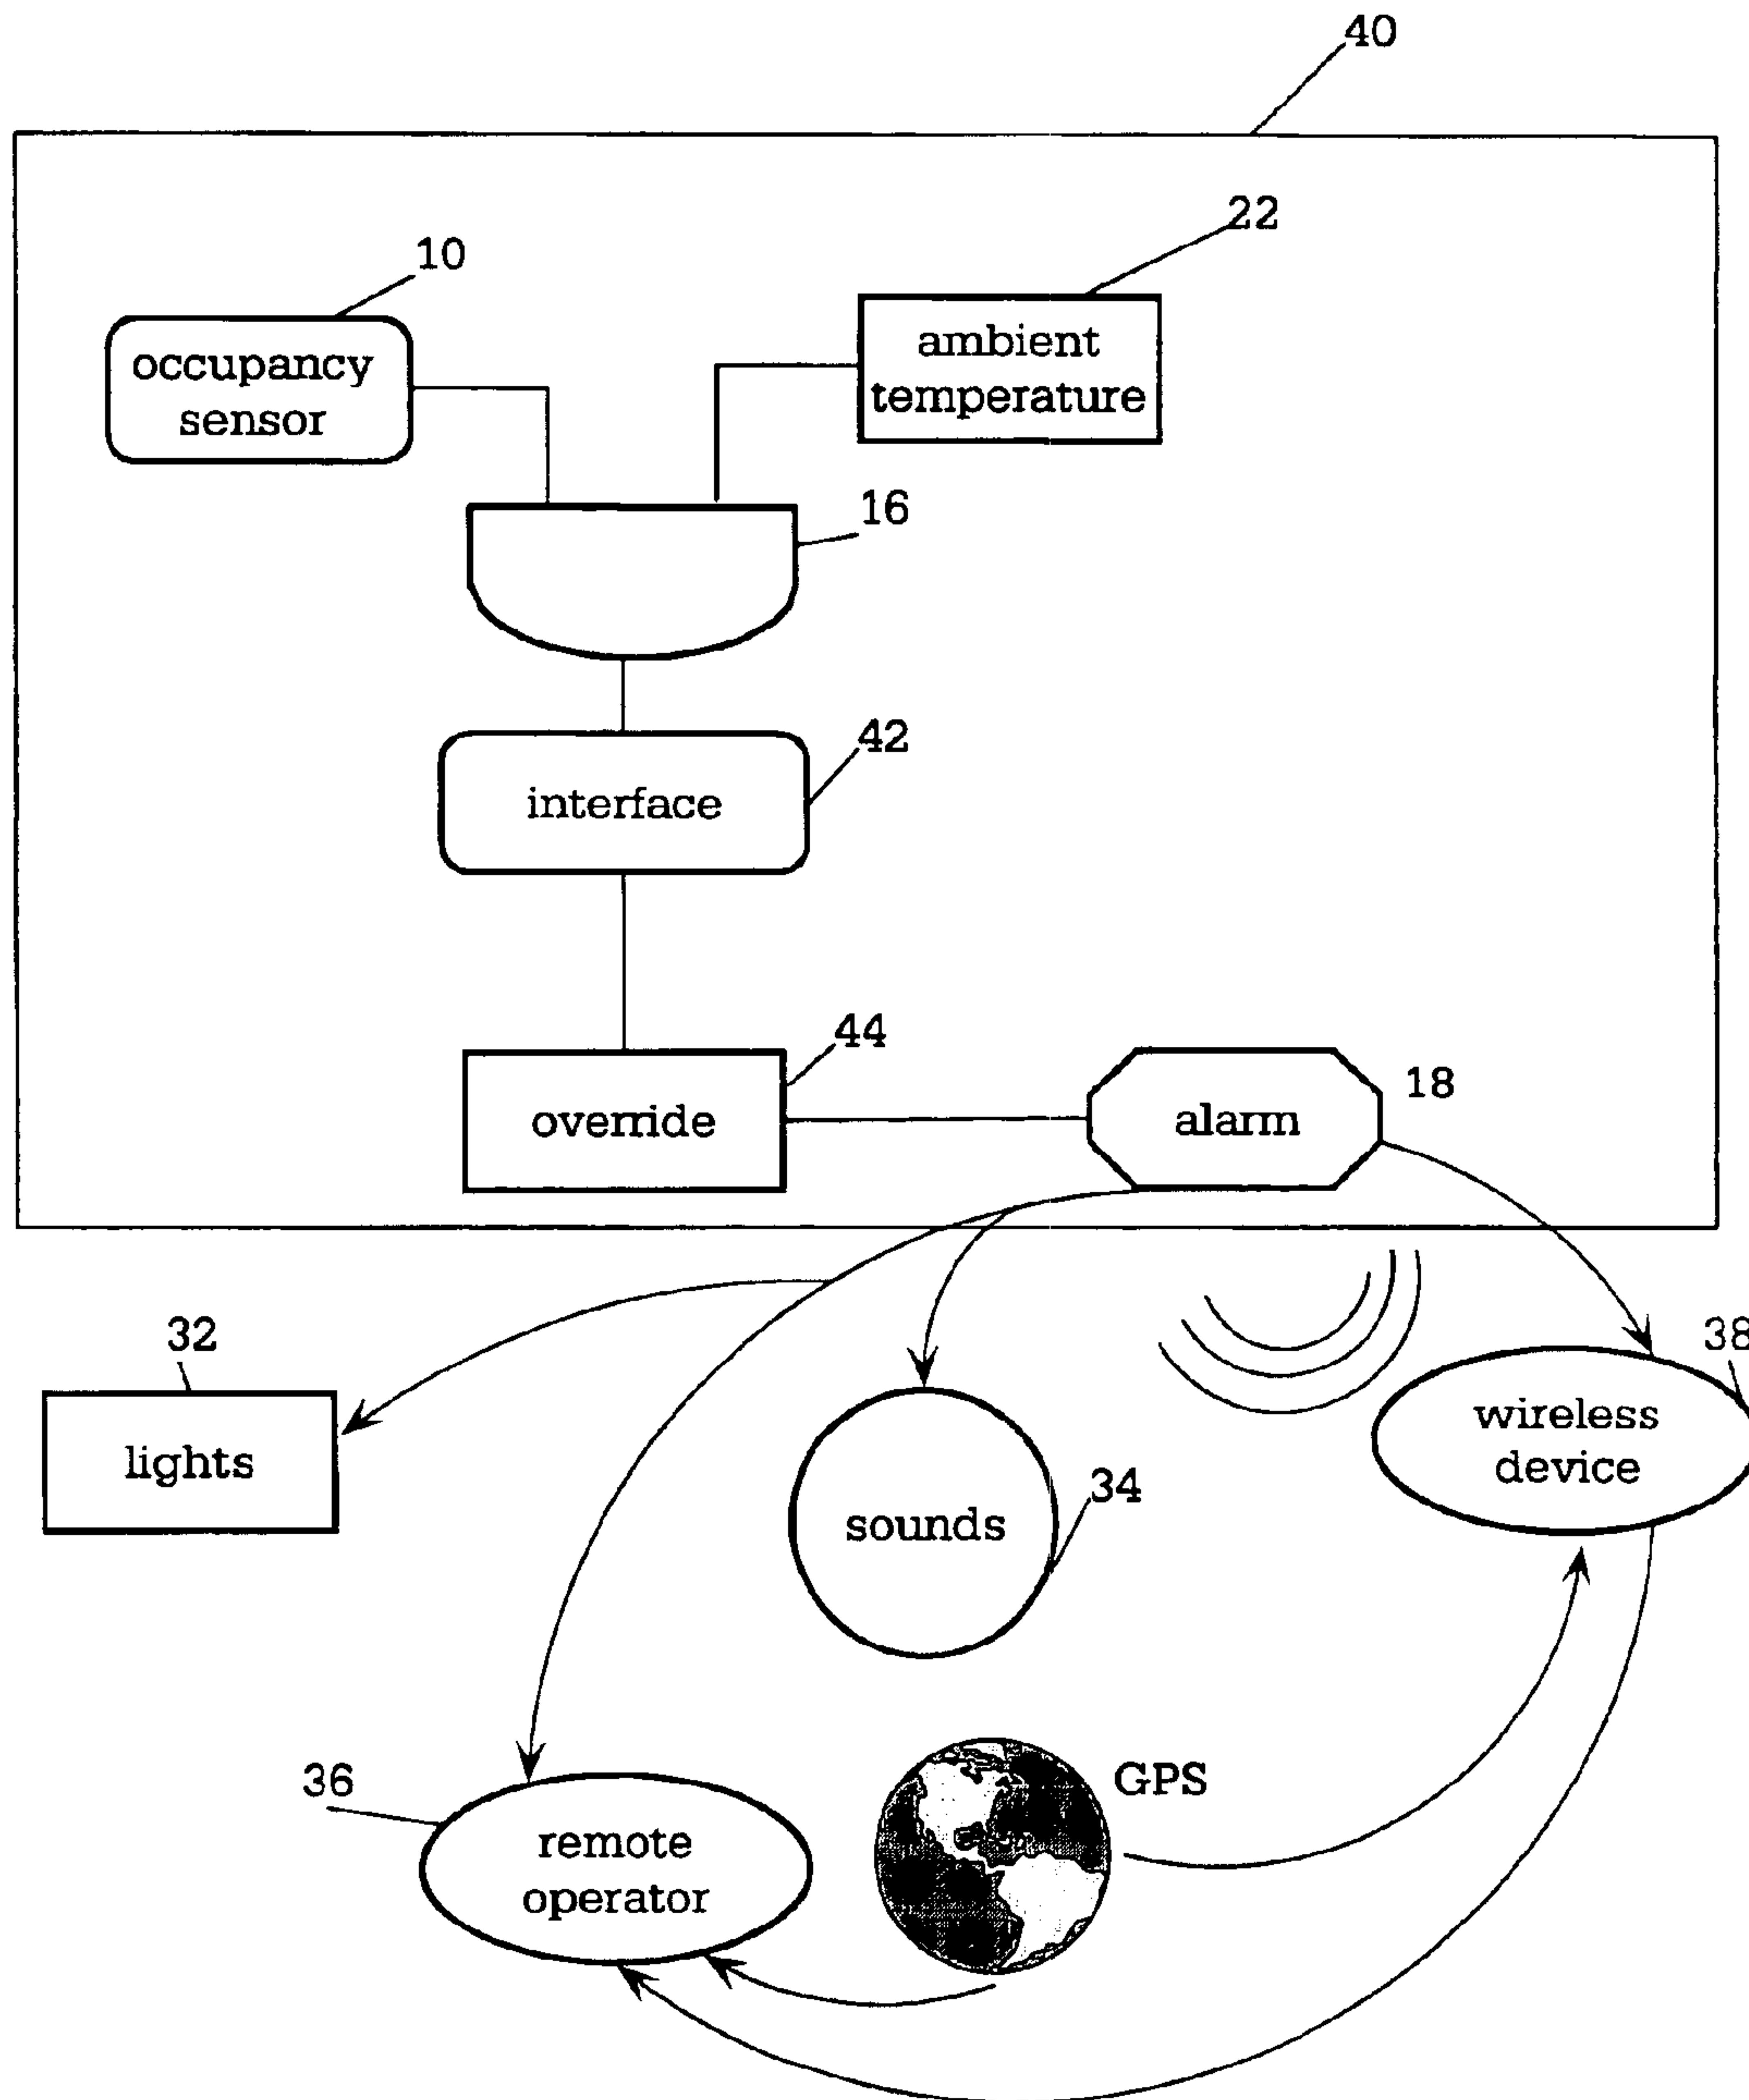 40
22
10
ambient
temperature
occupancy
sensor
16
42
interface
44
18
override
alarm
32
38
wireless
device
lights
34
sounds
GPS
36
remote
operator